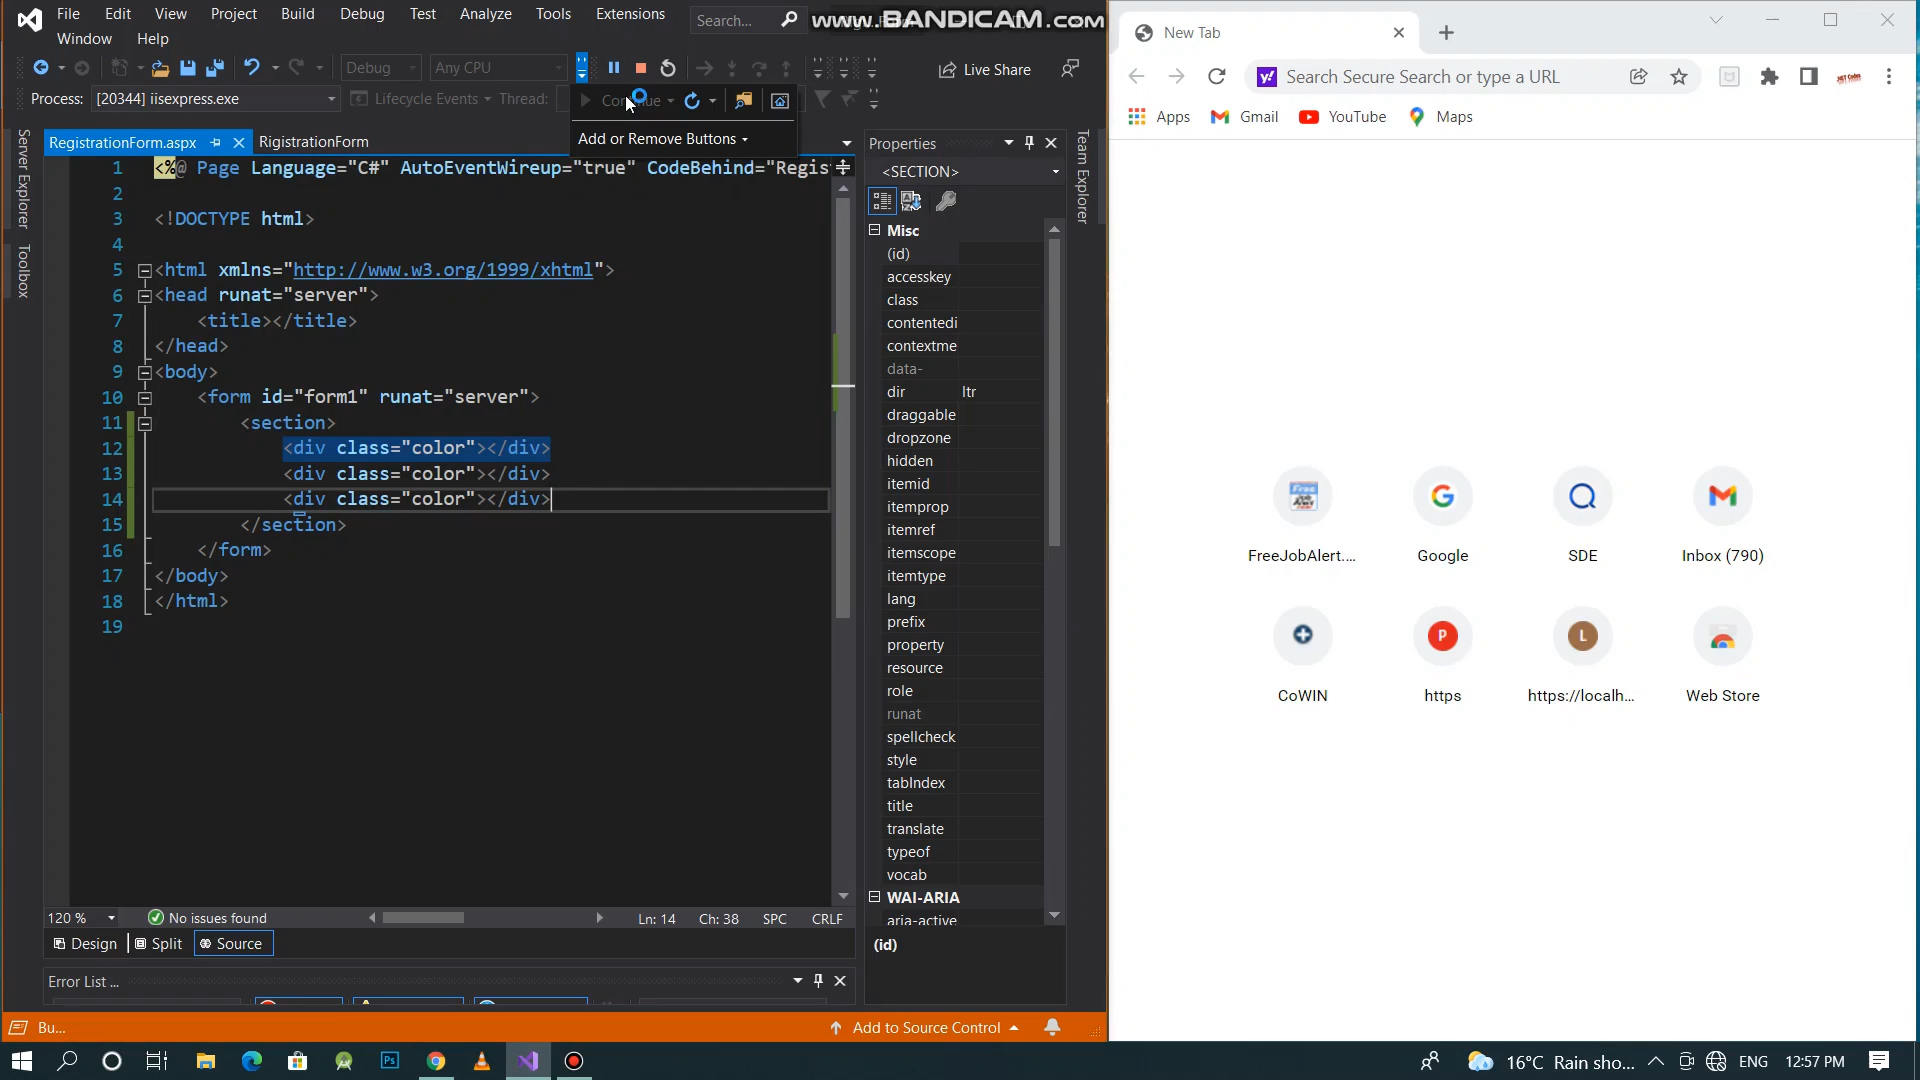 File Edit View Project Build Debug Test Analyze Tools Extensions Search...
Window Help
www.BANDICAM.com
Debug Any CPU Live Share
Process: [20344] iisexpress.exe Lifecycle Events Thread:
Add or Remove Buttons
Server Explorer
Toolbox
RegistrationForm.aspx RigistrationForm
1 <%@ Page Language="C#" AutoEventWireup="true" CodeBehind="Regis
2
3 <!DOCTYPE html>
4
5 <html xmlns="http://www.w3.org/1999/xhtml">
6 <head runat="server">
7 <title></title>
8 </head>
9 <body>
10 <form id="form1" runat="server">
11 <section>
12 <div class="color"></div>
13 <div class="color"></div>
14 <div class="color"></div>
15 </section>
16 </form>
17 </body>
18 </html>
19
120 % No issues found Ln: 14 Ch: 38 SPC CRLF
Design Split Source
Error List ...
Properties
<SECTION>
Misc
(id)
accesskey
class
contentedi
contextme
data-
dir ltr
draggable
dropzone
hidden
itemid
itemprop
itemref
itemscope
itemtype
lang
prefix
property
resource
role
runat
spellcheck
style
tabIndex
title
translate
typeof
vocab
WAI-ARIA
aria-active
(id)
Team Explorer
Bu... Add to Source Control
New Tab
Search Secure Search or type a URL
Apps Gmail YouTube Maps
FreeJobAlert.... Google SDE Inbox (790)
P L
CoWIN https https://localh... Web Store
Ps 16°C Rain sho... ENG 12:57 PM